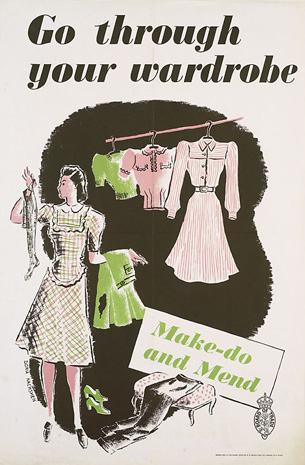 Go through
your wardrobe
Make-do
and Mend